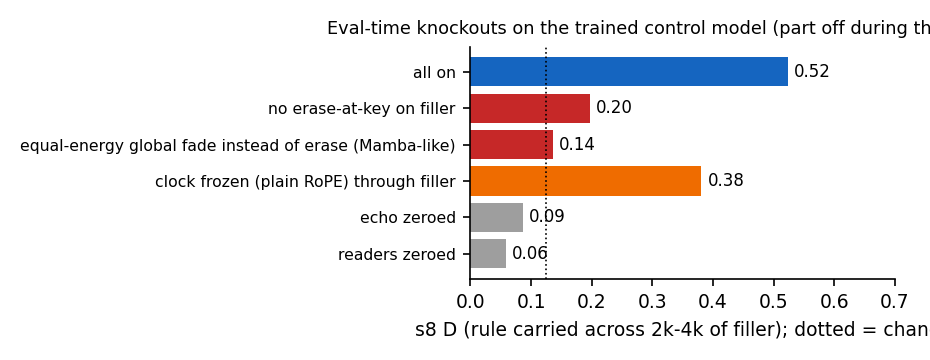 Eval-time knockouts on the trained control model (part off during th
all on
0.52
no erase-at-key on filler
0.20
equal-energy global fade instead of erase (Mamba-like)
0.14
clock frozen (plain RoPE) through filler
0.38
echo zeroed
0.09
readers zeroed
0.06
0.0 0.1 0.2 0.3 0.4 0.5 0.6 0.7
s8 D (rule carried across 2k-4k of filler); dotted = chan